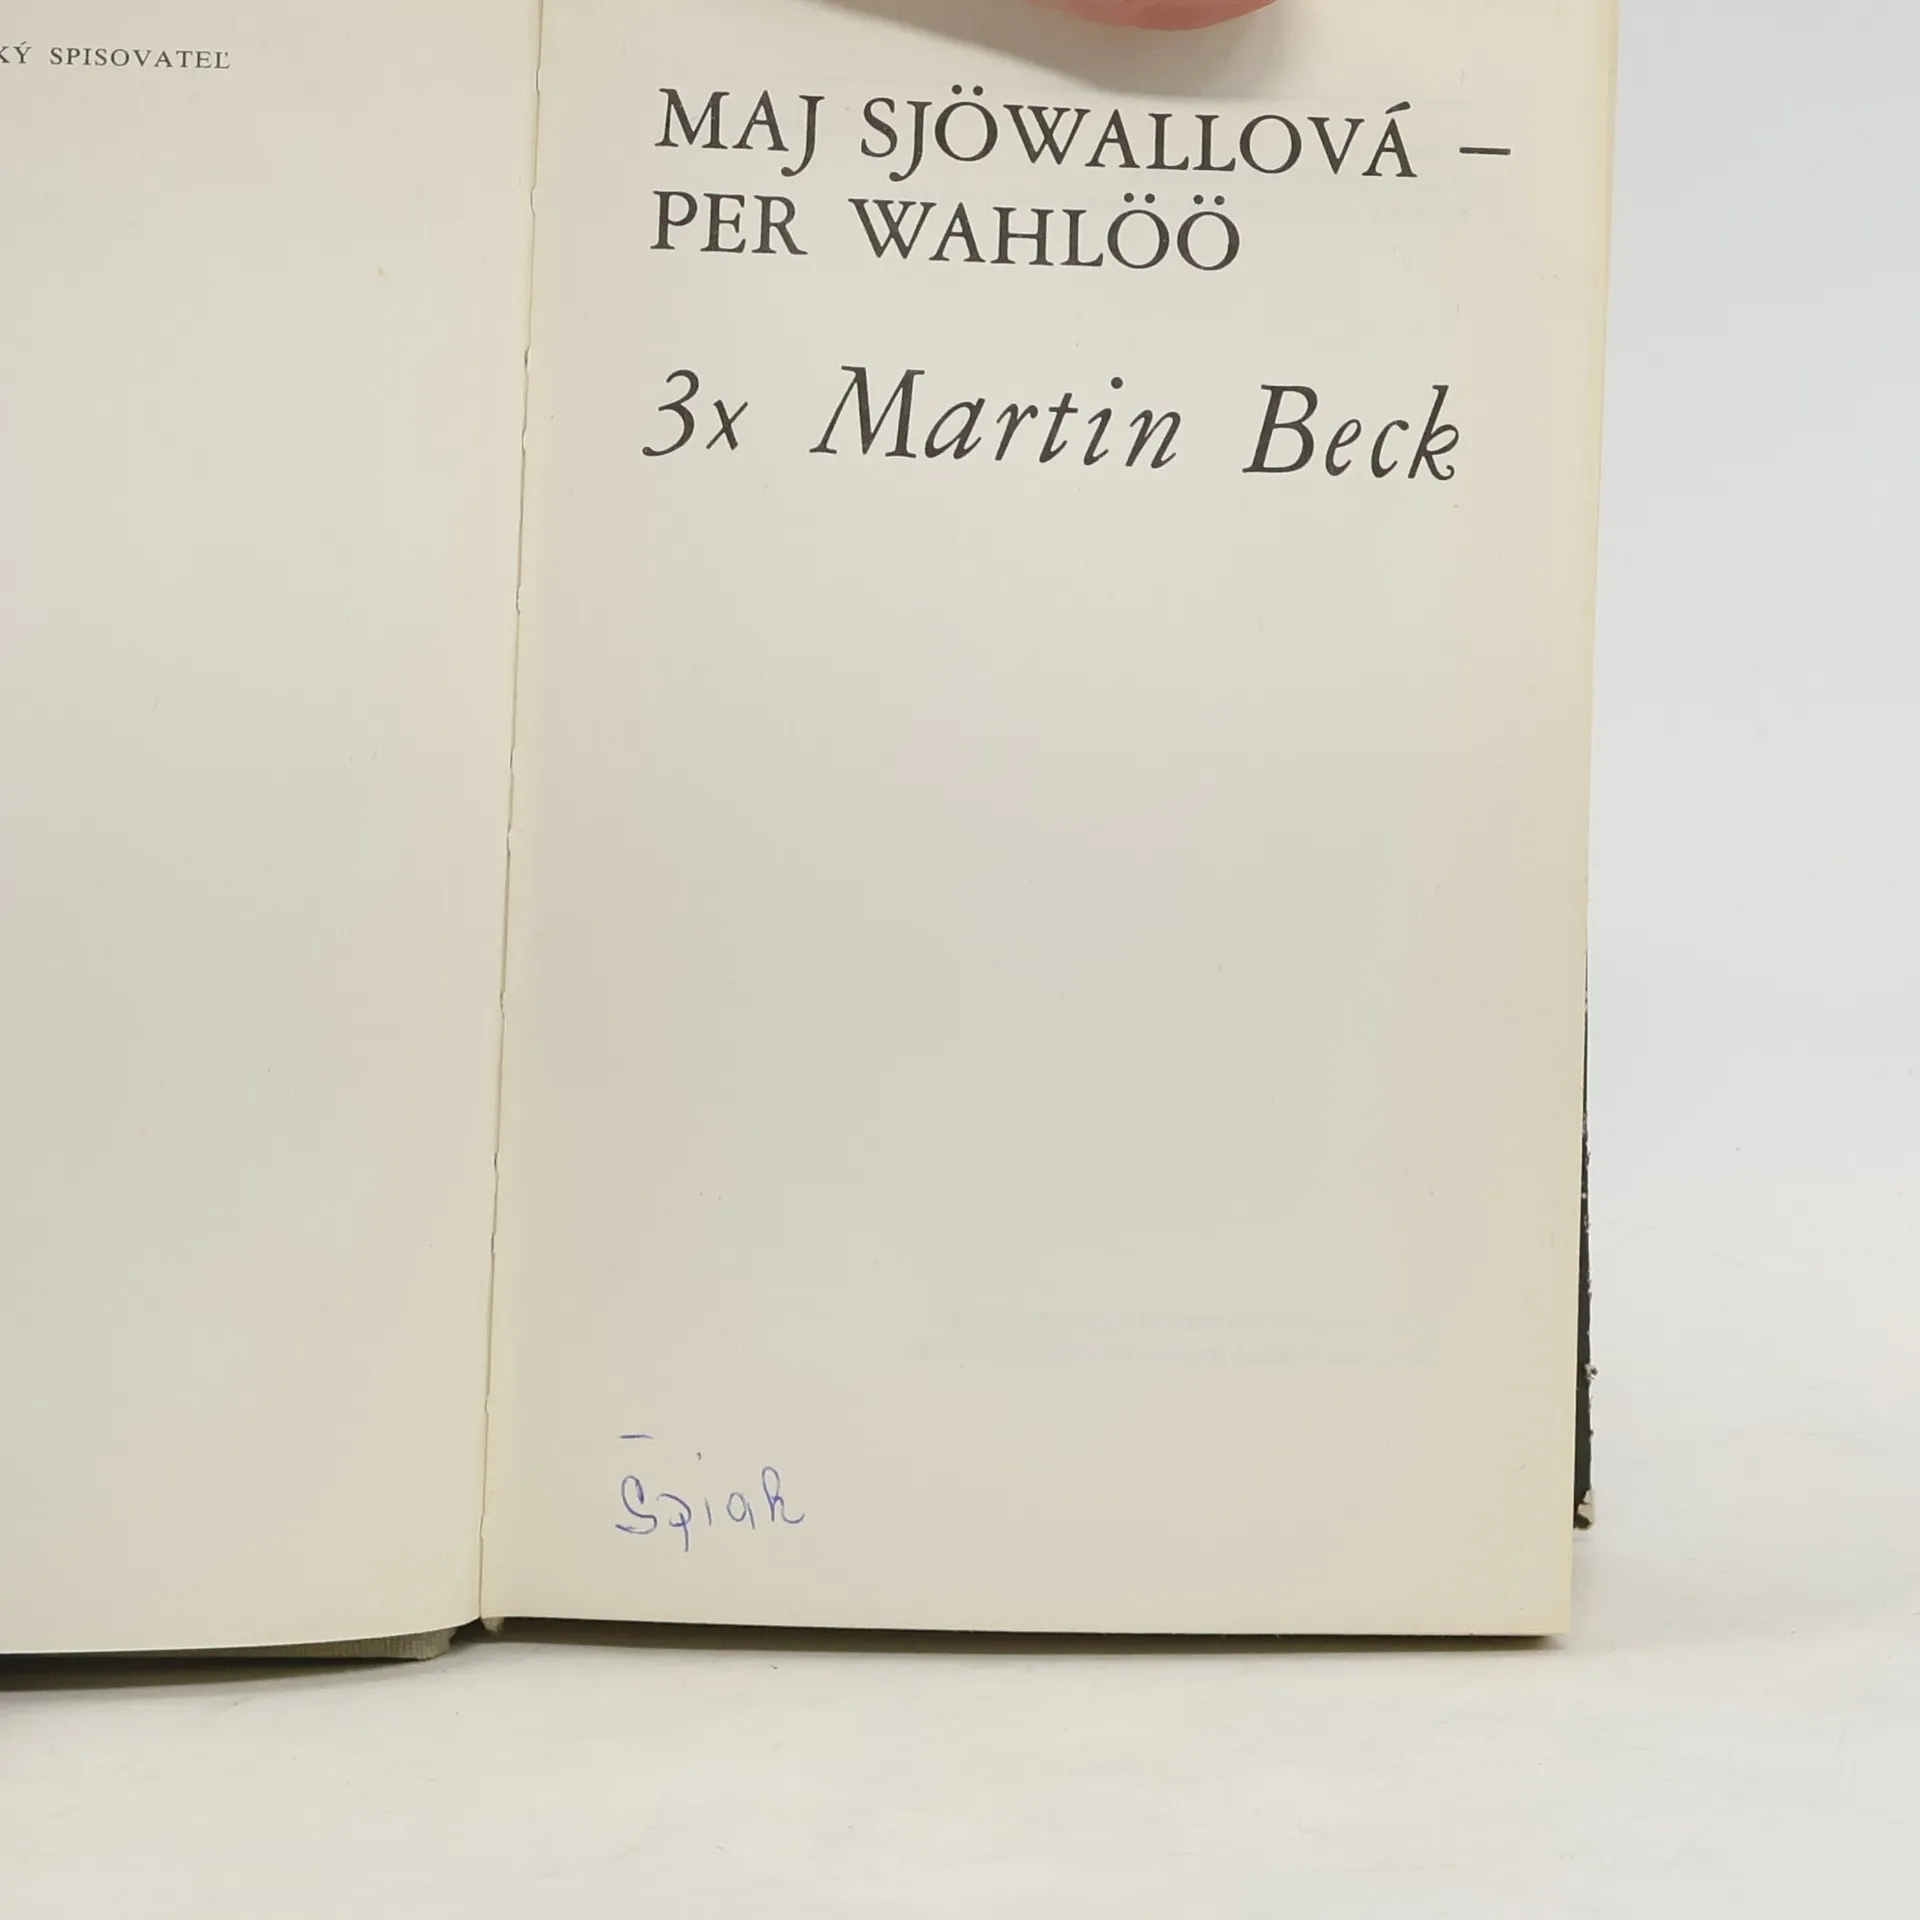 KÝ SPISOVATEĽ
MAJ SJÖWALLOVÁ –
PER WAHLÖÖ
3x Martin Beck
Špiak